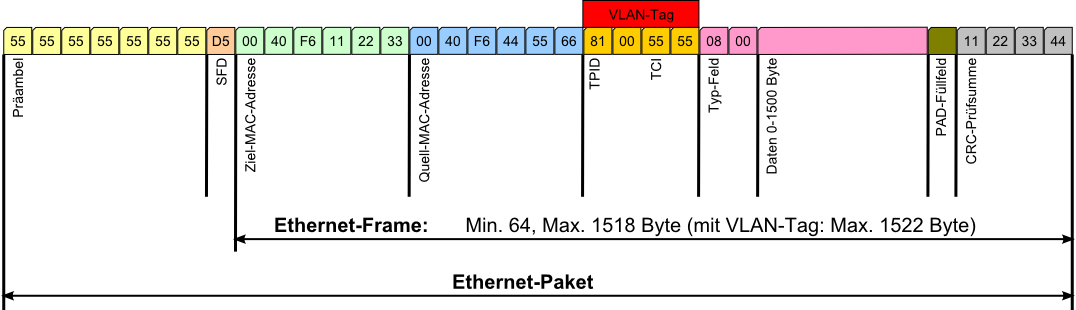 VLAN-Tag
55 55 55 55 55 55 55 D5 00 40 F6 11 22 33 00 40 F6 44 55 66 81 00 55 55 08 00 11 22 33 44
Präambel
SFD
Ziel-MAC-Adresse
Quell-MAC-Adresse
TPID
TCI
Typ-Feld
Daten 0-1500 Byte
PAD-Füllfeld
CRC-Prüfsumme
Ethernet-Frame: Min. 64, Max. 1518 Byte (mit VLAN-Tag: Max. 1522 Byte)
Ethernet-Paket